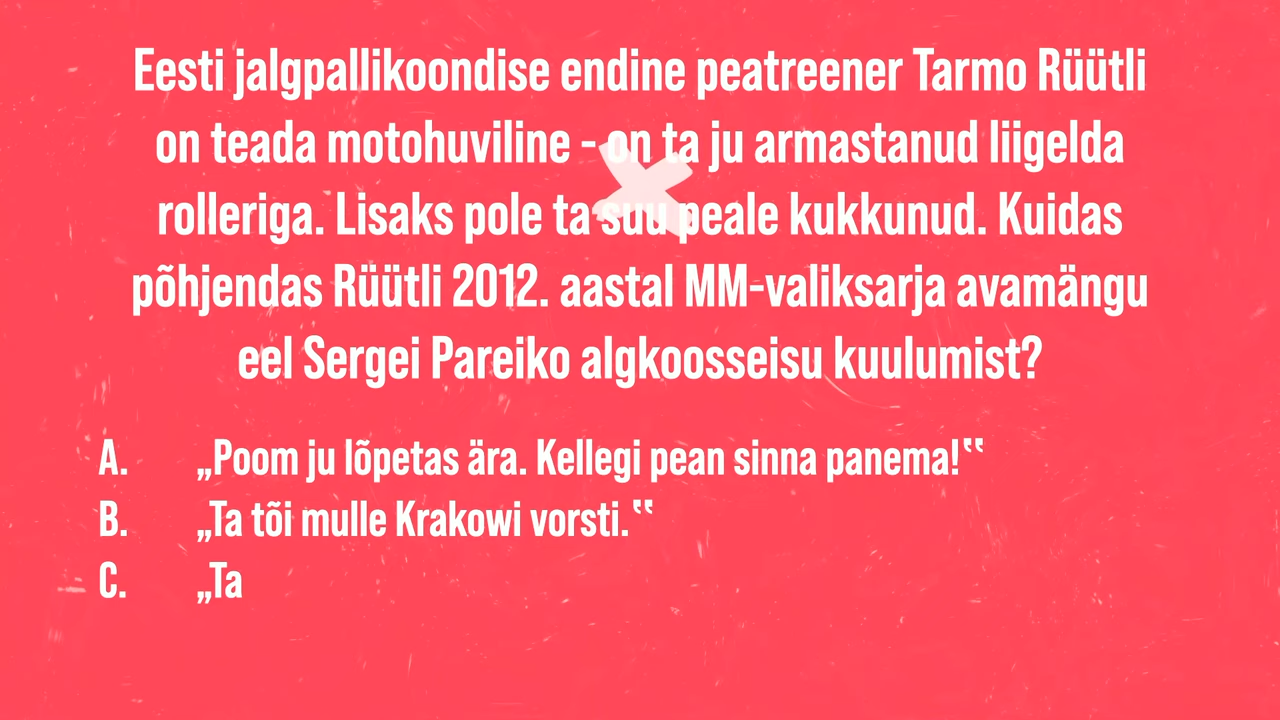 Eesti jalgpallikoondise endine peatreener Tarmo Rüütli
on teada motohuviline - on ta ju armastanud liigelda
rolleriga. Lisaks pole ta suu peale kukkunud. Kuidas
põhjendas Rüütli 2012. aastal MM-valiksarja avamängu
eel Sergei Pareiko algkoosseisu kuulumist?
A. „Poom ju lõpetas ära. Kellegi pean sinna panema!‟
B. „Ta tõi mulle Krakowi vorsti.‟
C. „Ta